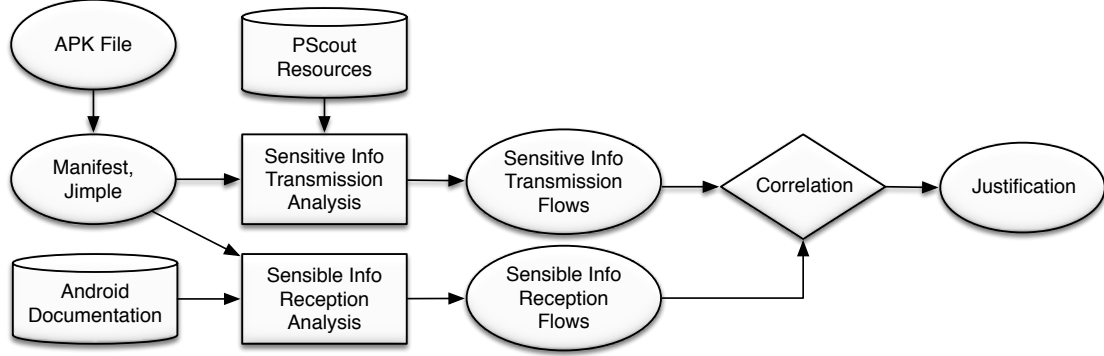 APK File
PScout
Resources
Manifest,
Jimple
Sensitive Info
Transmission
Analysis
Sensitive Info
Transmission
Flows
Correlation
Justification
Android
Documentation
Sensible Info
Reception
Analysis
Sensible Info
Reception
Flows